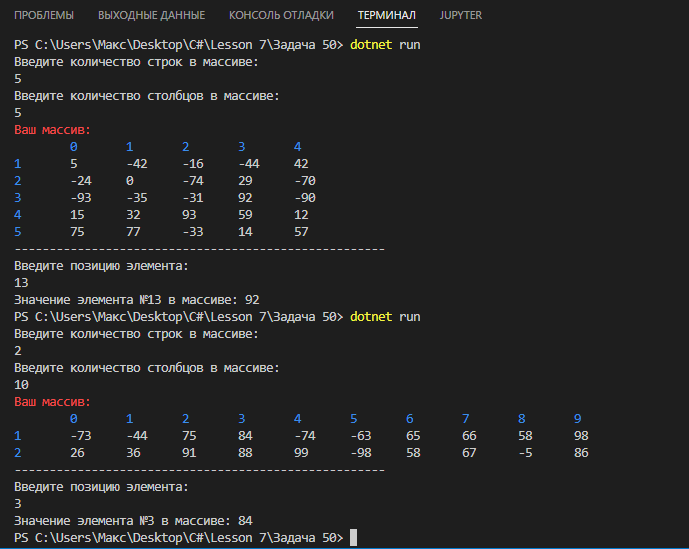 ПРОБЛЕМЫ ВЫХОДНЫЕ ДАННЫЕ КОНСОЛЬ ОТЛАДКИ ТЕРМИНАЛ JUPYTER
PS C:\Users\Макс\Desktop\C#\Lesson 7\Задача 50> dotnet run
Введите количество строк в массиве:
5
Введите количество столбцов в массиве:
5
Ваш массив:
0 1 2 3 4
1 5 -42 -16 -44 42
2 -24 0 -74 29 -70
3 -93 -35 -31 92 -90
4 15 32 93 59 12
5 75 77 -33 14 57
-----------------------------------------------------
Введите позицию элемента:
13
Значение элемента №13 в массиве: 92
PS C:\Users\Макс\Desktop\C#\Lesson 7\Задача 50> dotnet run
Введите количество строк в массиве:
2
Введите количество столбцов в массиве:
10
Ваш массив:
0 1 2 3 4 5 6 7 8 9
1 -73 -44 75 84 -74 -63 65 66 58 98
2 26 36 91 88 99 -98 58 67 -5 86
-----------------------------------------------------
Введите позицию элемента:
3
Значение элемента №3 в массиве: 84
PS C:\Users\Макс\Desktop\C#\Lesson 7\Задача 50>